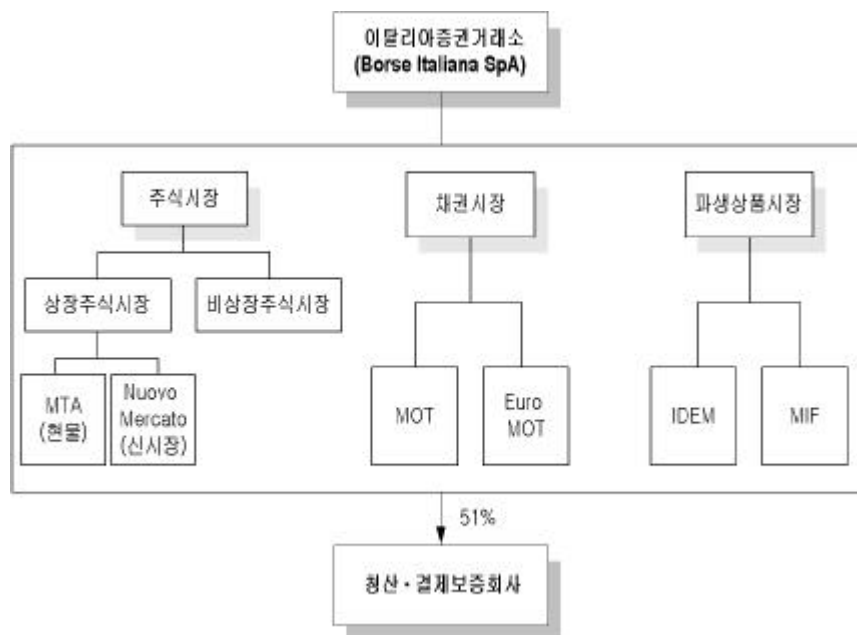 이탈리아증권거래소
(Borse Italiana SpA)
주식시장
채권시장
파생상품시장
상장주식시장
비상장주식시장
MTA
(현물)
Nuovo
Mercato
(신시장)
MOT
Euro
MOT
IDEM
MIF
51%
청산·결제보증회사